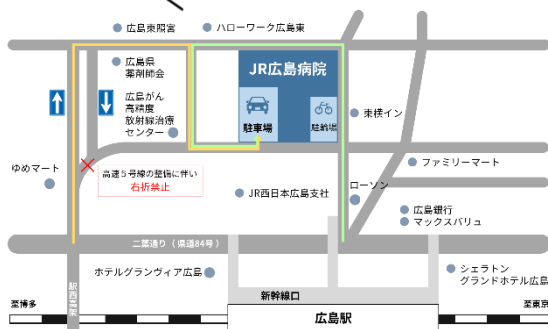 広島東照宮
ハローワーク広島東
広島県
薬剤師会
JR広島病院
広島がん
高精度
放射線治療
センター
駐車場
駐輪場
東横イン
ゆめマート
高速5号線の整備に伴い
右折禁止
ファミリーマート
JR西日本広島支社
ローソン
広島銀行
マックスバリュ
二葉通り(県道84号)
ホテルグランヴィア広島
シェラトン
グランドホテル広島
駅西高架
新幹線口
至博多
至東京
広島駅